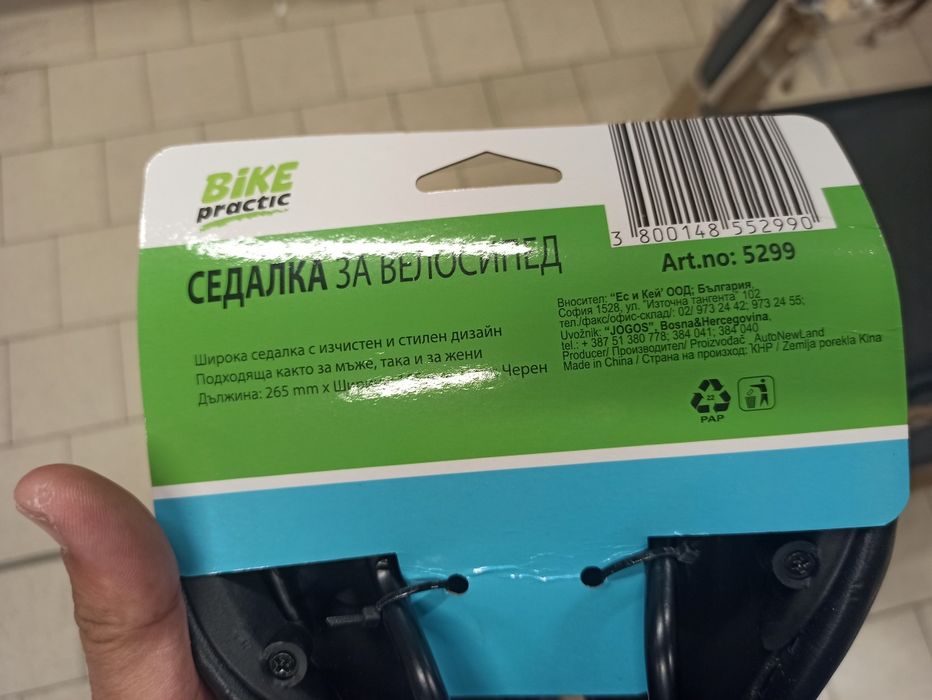 BiKE
practic
СЕДАЛКА ЗА ВЕЛОСИПЕД
Широка седалка с изчистен и стилен дизайн
Подходяща както за мъже, така и за жени
Дължина: 265 mm x Черен
3 800148 552990
Art.no: 5299
Вносител: "Ес и Кей' ООД; България,
София 1528, ул. "Източна тангента" 102
тел./факс/офис-склад/: 02/ 973 24 42; 973 24 55;
Uvožnik: "JOGOS", Bosna&Hercegovina,
tel.: + 387 51 380 778; 384 041; 384 040
Producer/ Производител/ Proizvođač AutoNewLand
Made in China / Страна на произход: КНР / Zemlja porekla Kina
22
PAP